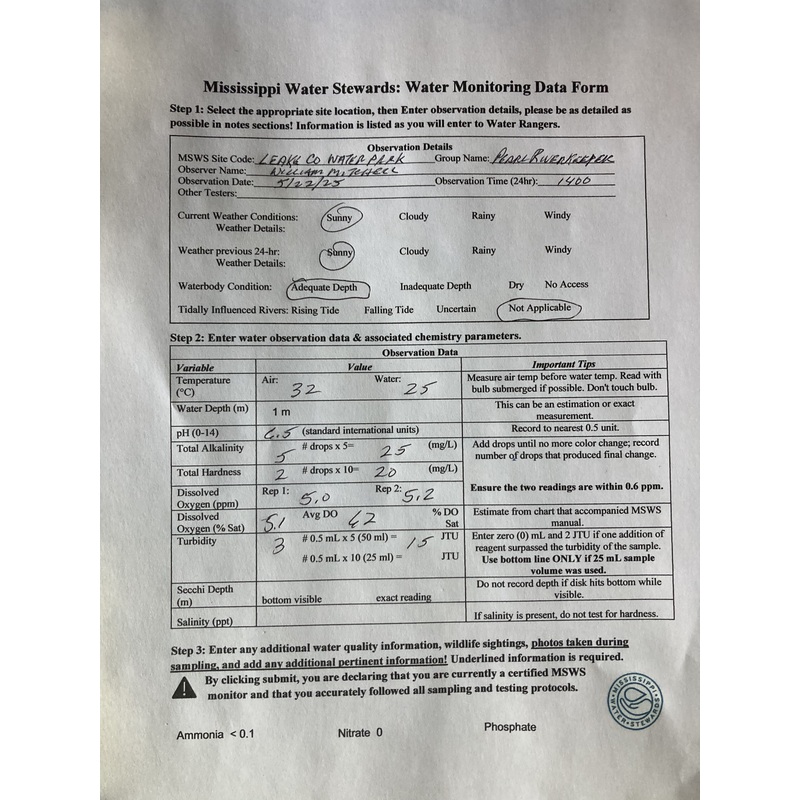 Mississippi Water Stewards: Water Monitoring Data Form
Step 1: Select the appropriate site location, then Enter observation details, please be as detailed as
possible in notes sections! Information is listed as you will enter to Water Rangers.
Observation Details
MSWS Site Code: LEAKE CO WATER PARK Group Name: PEARL RIVERKEEPER
Observer Name: WILLIAM MITCHELL
Observation Date: 5/22/25 Observation Time (24hr): 1400
Other Testers:
Current Weather Conditions: Sunny Cloudy Rainy Windy
Weather Details:
Weather previous 24-hr: Sunny Cloudy Rainy Windy
Weather Details:
Waterbody Condition: Adequate Depth Inadequate Depth Dry No Access
Tidally Influenced Rivers: Rising Tide Falling Tide Uncertain Not Applicable
Step 2: Enter water observation data & associated chemistry parameters.
Observation Data
Variable Value Important Tips
Temperature (°C) Air: 32 Water: 25 Measure air temp before water temp. Read with
bulb submerged if possible. Don't touch bulb.
Water Depth (m) 1 m This can be an estimation or exact
measurement.
pH (0-14) 6.5 (standard international units) Record to nearest 0.5 unit.
Total Alkalinity 5 # drops x 5= 25 (mg/L) Add drops until no more color change; record
number of drops that produced final change.
Total Hardness 2 # drops x 10= 20 (mg/L)
Dissolved Oxygen (ppm) Rep 1: 5.0 Rep 2: 5.2 Ensure the two readings are within 0.6 ppm.
Dissolved Oxygen (% Sat) 5.1 Avg DO 62 % DO Sat Estimate from chart that accompanied MSWS
manual.
Turbidity 3 # 0.5 mL x 5 (50 ml) = 15 JTU Enter zero (0) mL and 2 JTU if one addition of
reagent surpassed the turbidity of the sample.
# 0.5 mL x 10 (25 ml) = JTU Use bottom line ONLY if 25 mL sample
volume was used.
Secchi Depth (m) bottom visible exact reading Do not record depth if disk hits bottom while
visible.
Salinity (ppt) If salinity is present, do not test for hardness.
Step 3: Enter any additional water quality information, wildlife sightings, photos taken during
sampling, and add any additional pertinent information! Underlined information is required.
By clicking submit, you are declaring that you are currently a certified MSWS
monitor and that you accurately followed all sampling and testing protocols.
MISSISSIPPI WATER STEWARDS
Ammonia < 0.1 Nitrate 0 Phosphate